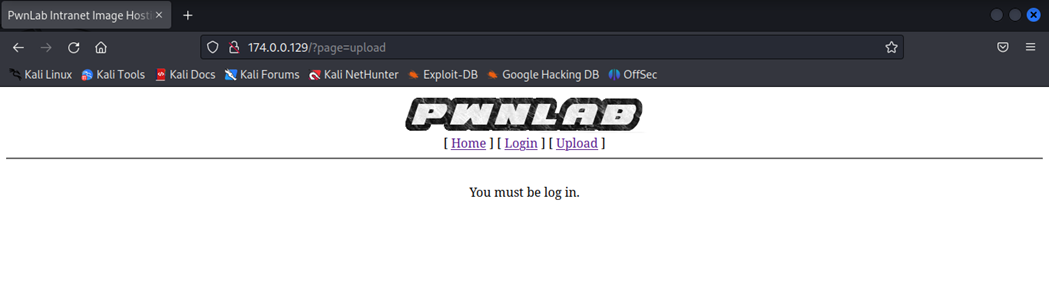 PwnLab Intranet Image Hosti
174.0.0.129/?page=upload
Kali Linux Kali Tools Kali Docs Kali Forums Kali NetHunter Exploit-DB Google Hacking DB OffSec
PWNLAB
[ Home ] [ Login ] [ Upload ]
You must be log in.